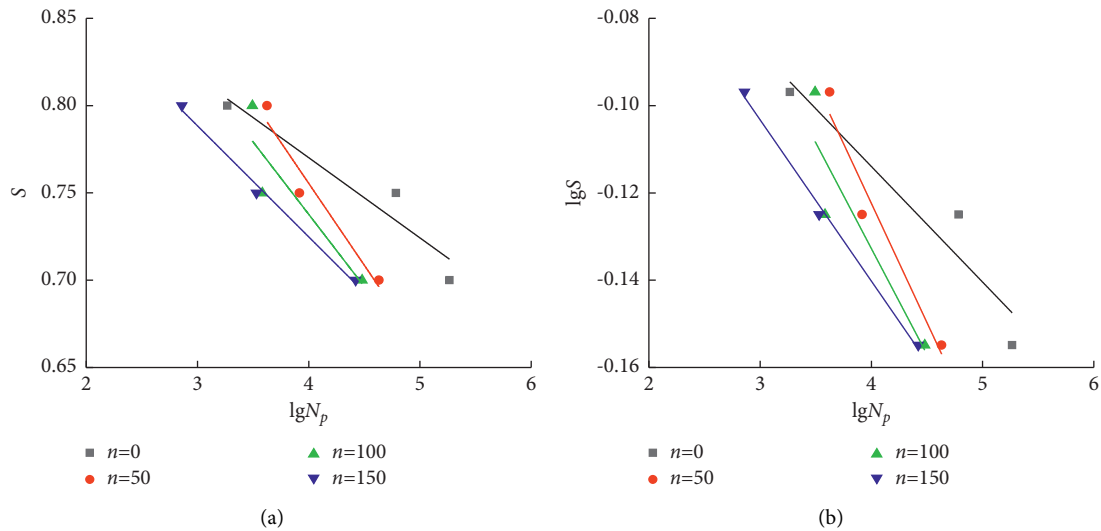 0.85
0.80
0.75
0.70
0.65
S
2 3 4 5 6
lgNₚ
n=0 n=100
n=50 n=150
(a)
-0.08
-0.10
-0.12
-0.14
-0.16
lgS
2 3 4 5 6
lgNₚ
n=0 n=100
n=50 n=150
(b)